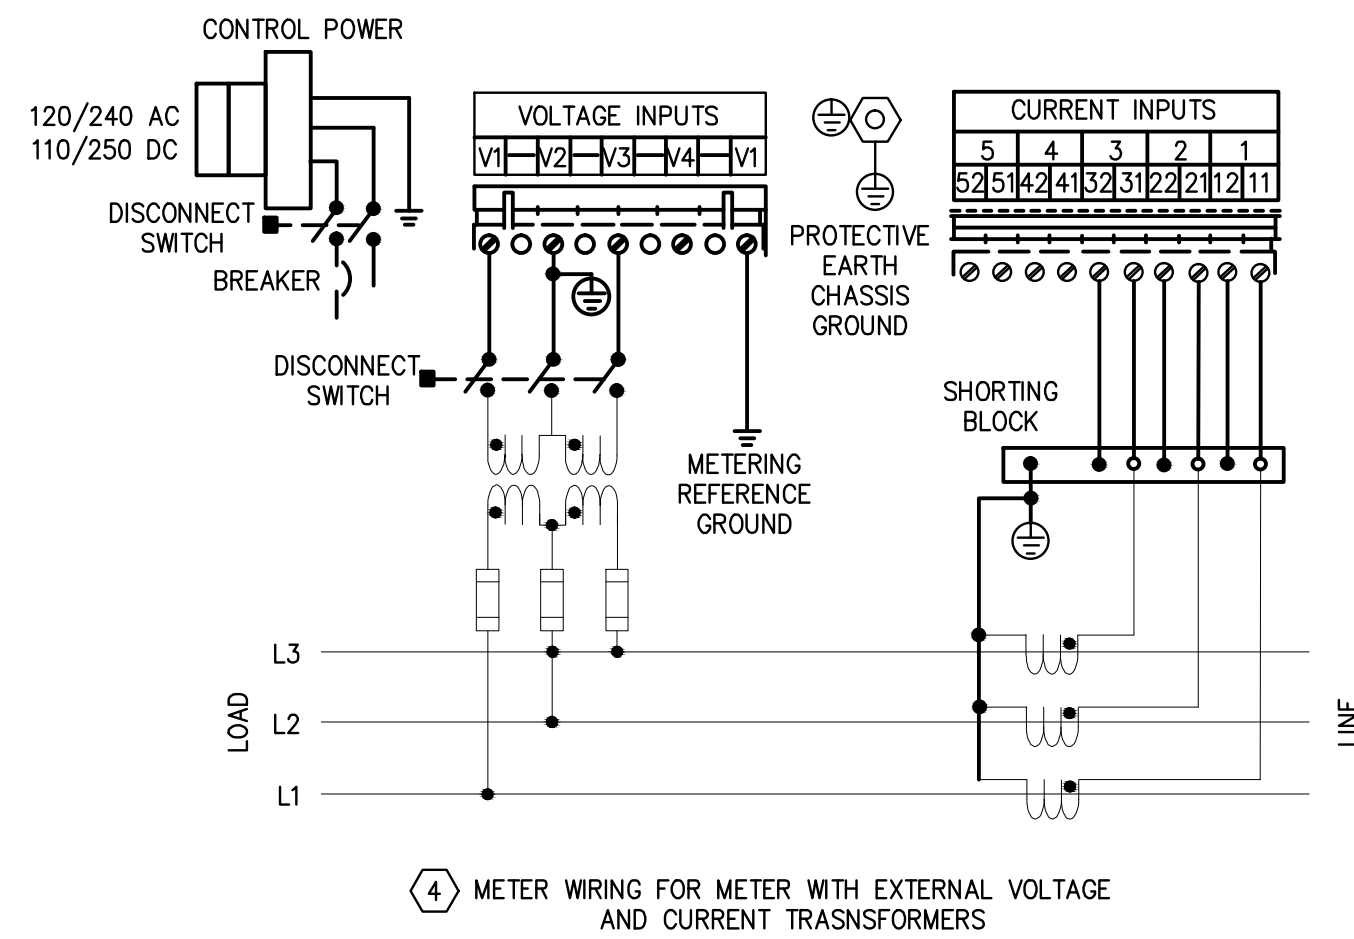 CONTROL POWER
120/240 AC
110/250 DC
DISCONNECT
SWITCH
BREAKER
VOLTAGE INPUTS
V1 V2 V3 V4 V1
DISCONNECT
SWITCH
METERING
REFERENCE
GROUND
PROTECTIVE
EARTH
CHASSIS
GROUND
CURRENT INPUTS
5 4 3 2 1
52 51 42 41 32 31 22 21 12 11
SHORTING
BLOCK
LOAD
L3
L2
L1
LINE
4 METER WIRING FOR METER WITH EXTERNAL VOLTAGE
AND CURRENT TRASNSFORMERS